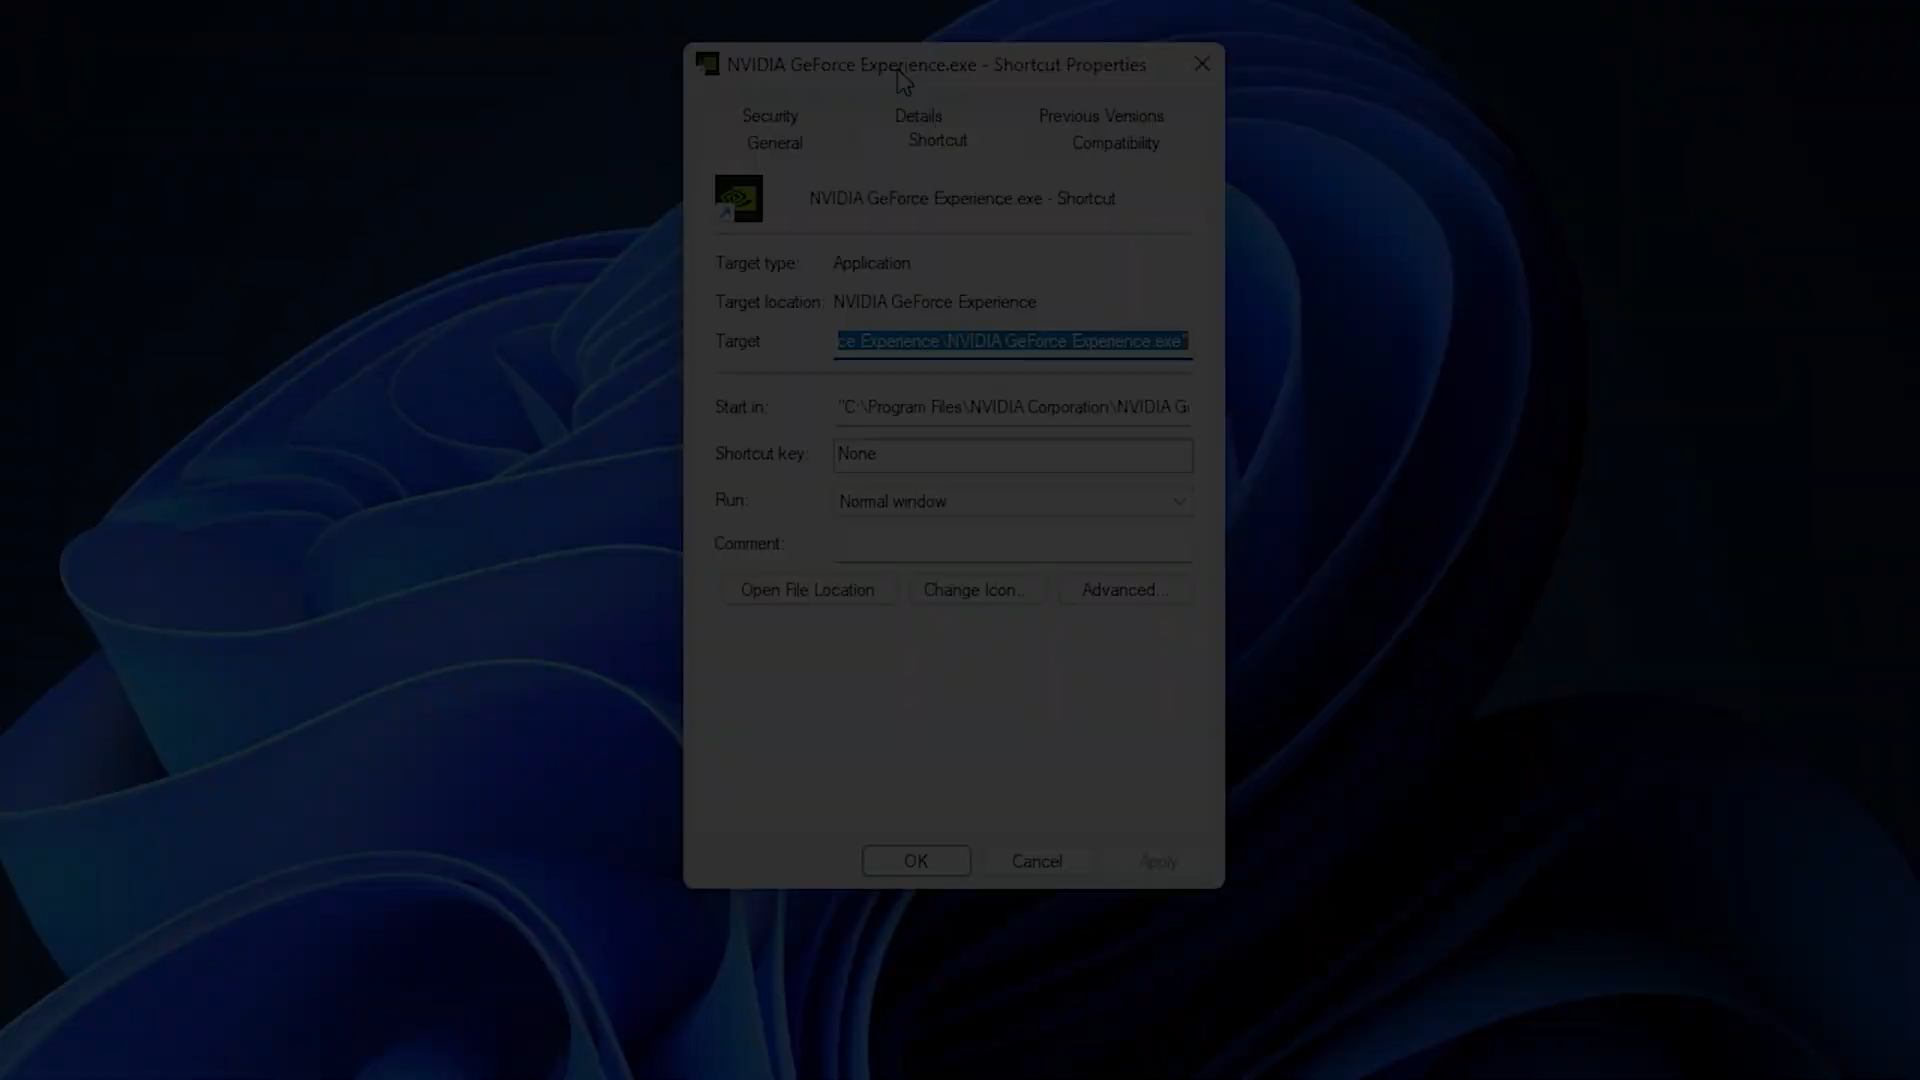 NVIDIA GeForce Experience.exe - Shortcut Properties
Security Details Previous Versions
General Shortcut Compatibility
NVIDIA GeForce Experience.exe - Shortcut
Target type: Application
Target location: NVIDIA GeForce Experience
Target ce Experience\NVIDIA GeForce Experience.exe"
Start in: "C:\Program Files\NVIDIA Corporation\NVIDIA G
Shortcut key: None
Run: Normal window
Comment:
Open File Location Change Icon... Advanced...
OK Cancel Apply